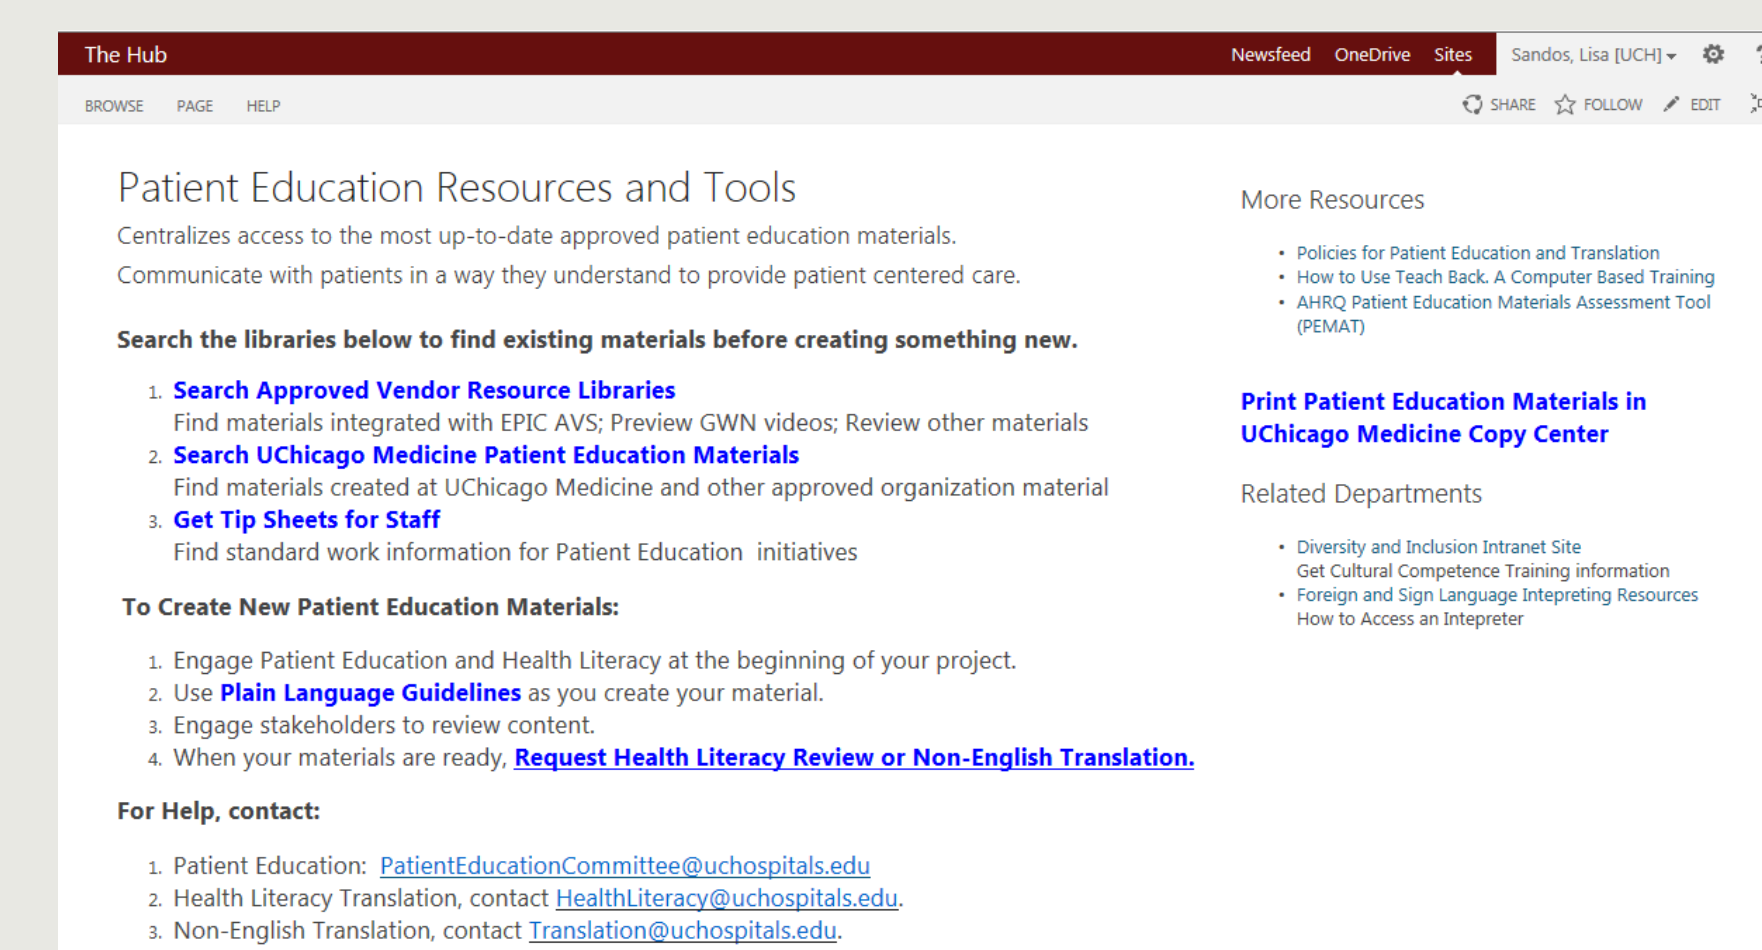 The Hub
Newsfeed OneDrive Sites Sandos, Lisa [UCH] ?
BROWSE PAGE HELP
SHARE FOLLOW EDIT
Patient Education Resources and Tools
Centralizes access to the most up-to-date approved patient education materials.
Communicate with patients in a way they understand to provide patient centered care.
Search the libraries below to find existing materials before creating something new.
1. Search Approved Vendor Resource Libraries
Find materials integrated with EPIC AVS; Preview GWN videos; Review other materials
2. Search UChicago Medicine Patient Education Materials
Find materials created at UChicago Medicine and other approved organization material
3. Get Tip Sheets for Staff
Find standard work information for Patient Education initiatives
To Create New Patient Education Materials:
1. Engage Patient Education and Health Literacy at the beginning of your project.
2. Use Plain Language Guidelines as you create your material.
3. Engage stakeholders to review content.
4. When your materials are ready, Request Health Literacy Review or Non-English Translation.
For Help, contact:
1. Patient Education: PatientEducationCommittee@uchospitals.edu
2. Health Literacy Translation, contact HealthLiteracy@uchospitals.edu.
3. Non-English Translation, contact Translation@uchospitals.edu.
More Resources
• Policies for Patient Education and Translation
• How to Use Teach Back. A Computer Based Training
• AHRQ Patient Education Materials Assessment Tool
(PEMAT)
Print Patient Education Materials in
UChicago Medicine Copy Center
Related Departments
• Diversity and Inclusion Intranet Site
Get Cultural Competence Training information
• Foreign and Sign Language Intepreting Resources
How to Access an Intepreter